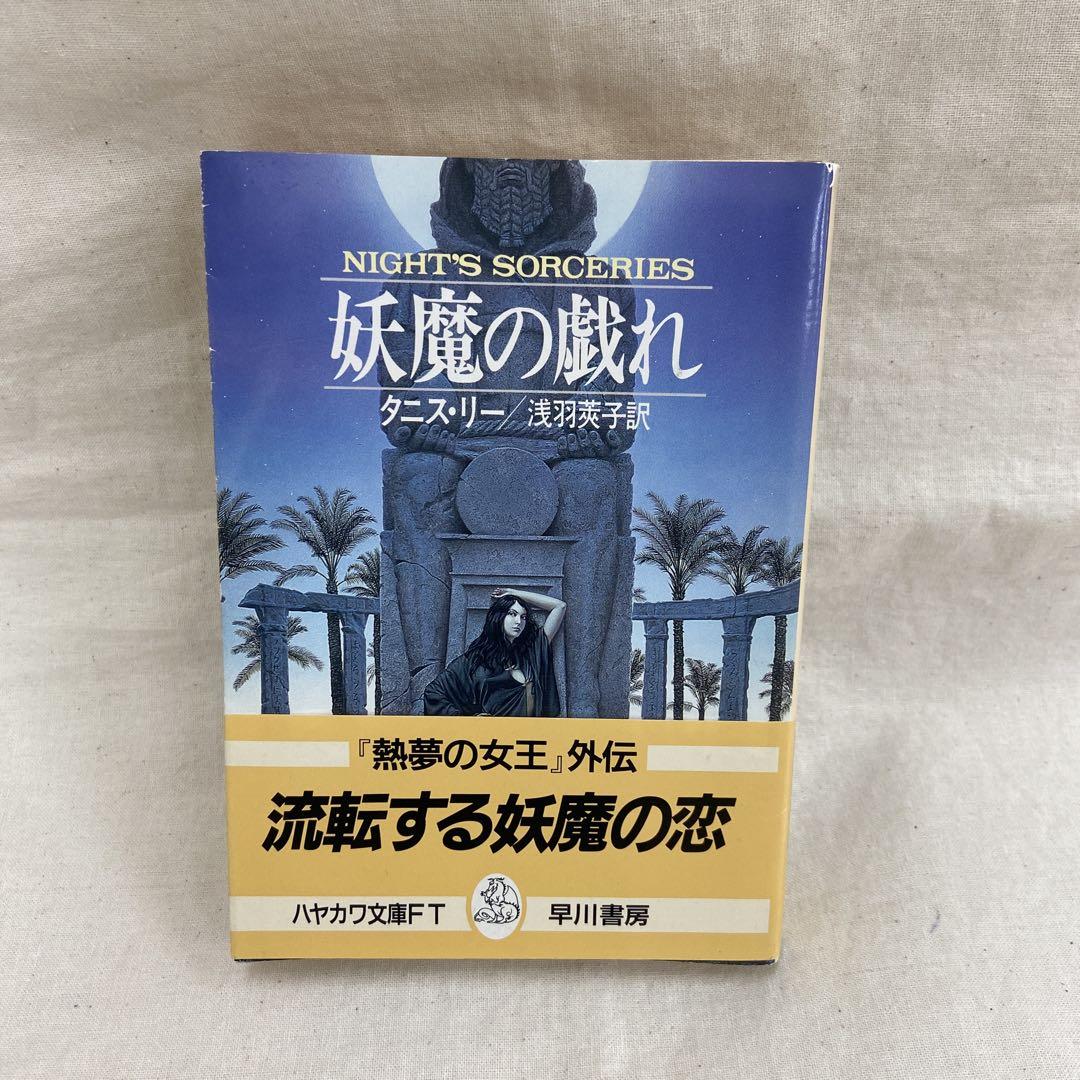 NIGHT'S SORCERIES
妖魔の戯れ
タニス・リー／浅羽莢子訳
『熱夢の女王』外伝
流転する妖魔の恋
ハヤカワ文庫FT
早川書房